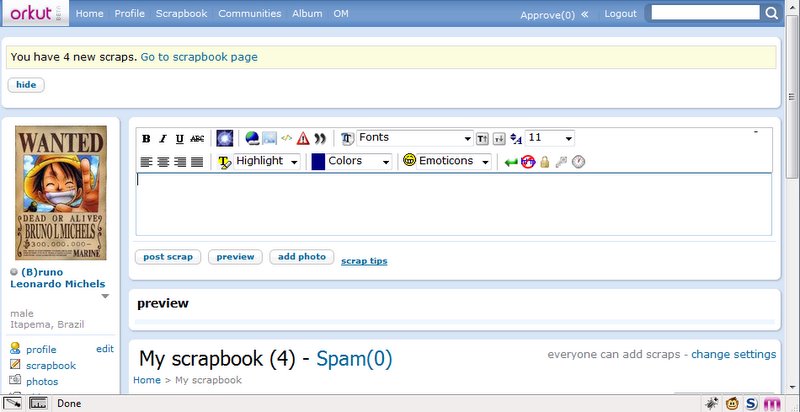 orkut BETA Home Profile Scrapbook Communities Album OM Approve(0) « Logout
You have 4 new scraps. Go to scrapbook page
hide
WANTED
DEAD OR ALIVE
BRUNO L MICHELS
300.000.000-
MARINE
(B)runo
Leonardo Michels
male
Itapema, Brazil
profile edit
scrapbook
photos
B I U ABC Fonts 11
Highlight Colors Emoticons
post scrap preview add photo scrap tips
preview
My scrapbook (4) - Spam(0) everyone can add scraps - change settings
Home > My scrapbook
Done